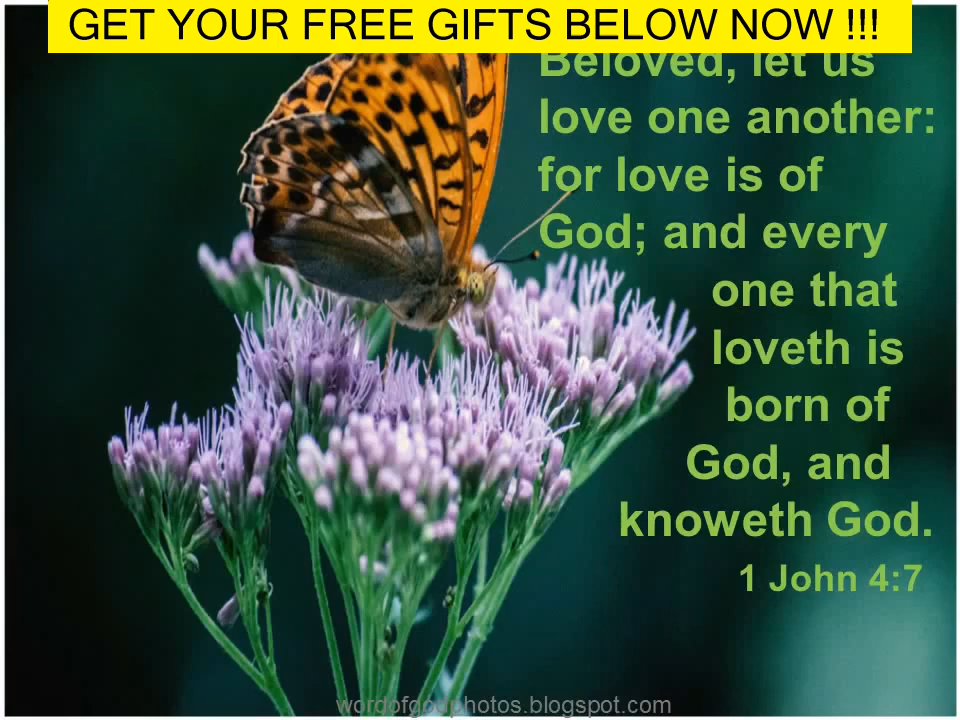 GET YOUR FREE GIFTS BELOW NOW !!!
Beloved, let us
love one another:
for love is of
God; and every
one that
loveth is
born of
God, and
knoweth God.
1 John 4:7
wordofgodphotos.blogspot.com